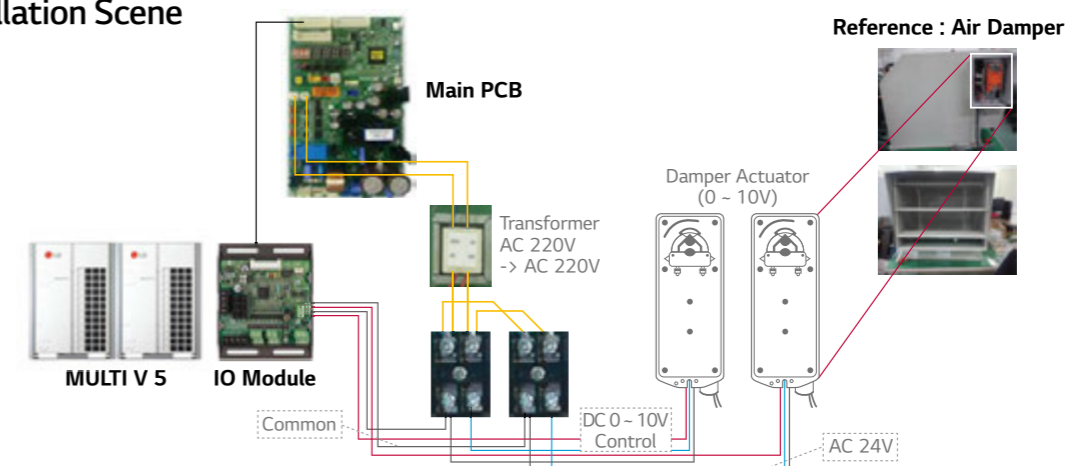 llation Scene
Reference : Air Damper
Main PCB
Damper Actuator
(0 ~ 10V)
Transformer
AC 220V
-> AC 220V
MULTI V 5
IO Module
Common
DC 0 ~ 10V
Control
AC 24V